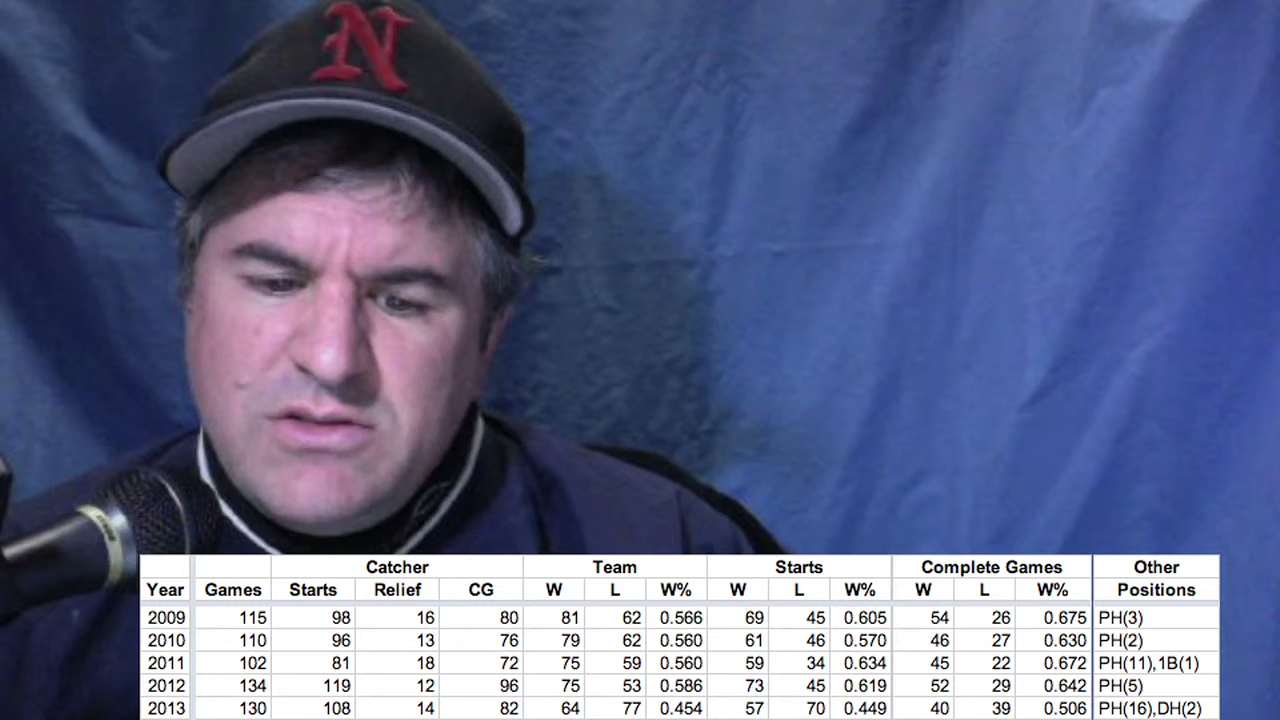 N
Catcher Team Starts Complete Games Other
Year Games Starts Relief CG W L W% W L W% W L W% Positions
2009 115 98 16 80 81 62 0.566 69 45 0.605 54 26 0.675 PH(3)
2010 110 96 13 76 79 62 0.560 61 46 0.570 46 27 0.630 PH(2)
2011 102 81 18 72 75 59 0.560 59 34 0.634 45 22 0.672 PH(11),1B(1)
2012 134 119 12 96 75 53 0.586 73 45 0.619 52 29 0.642 PH(5)
2013 130 108 14 82 64 77 0.454 57 70 0.449 40 39 0.506 PH(16),DH(2)